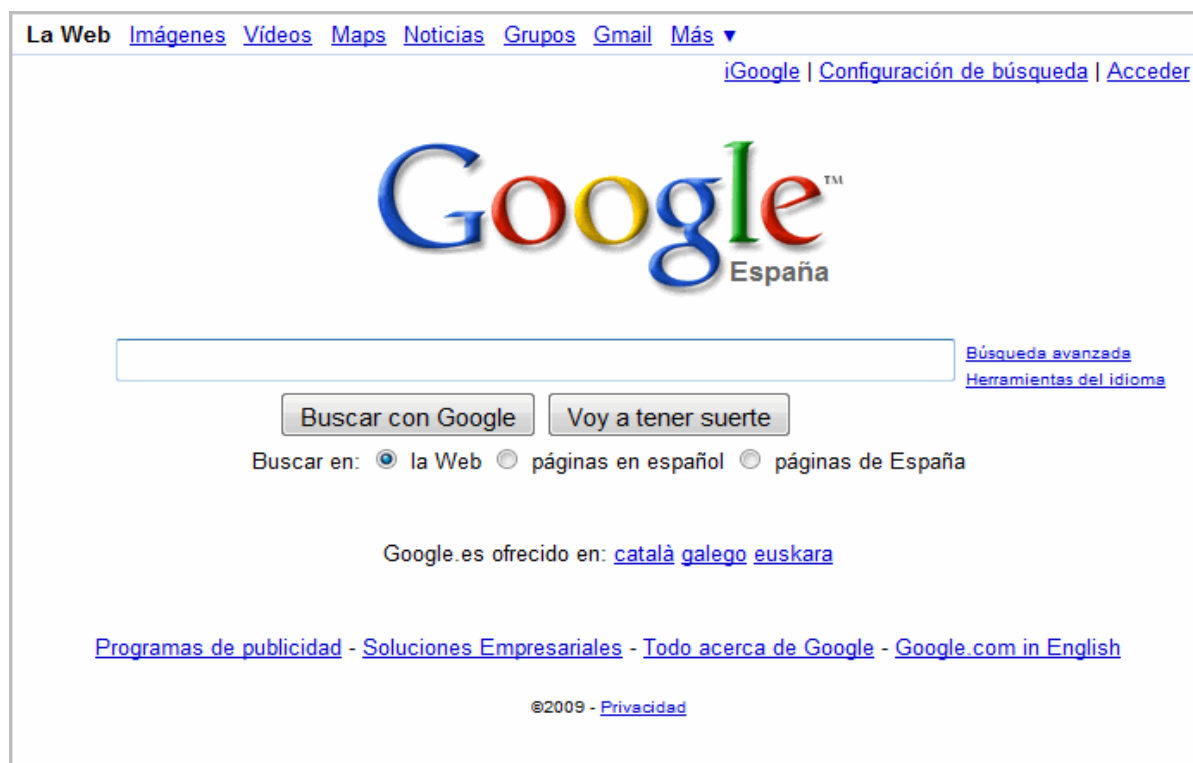 La Web Imágenes Vídeos Maps Noticias Grupos Gmail Más ▼
iGoogle | Configuración de búsqueda | Acceder
Google™
España
Búsqueda avanzada
Herramientas del idioma
Buscar con Google Voy a tener suerte
Buscar en: la Web páginas en español páginas de España
Google.es ofrecido en: català galego euskara
Programas de publicidad - Soluciones Empresariales - Todo acerca de Google - Google.com in English
©2009 - Privacidad